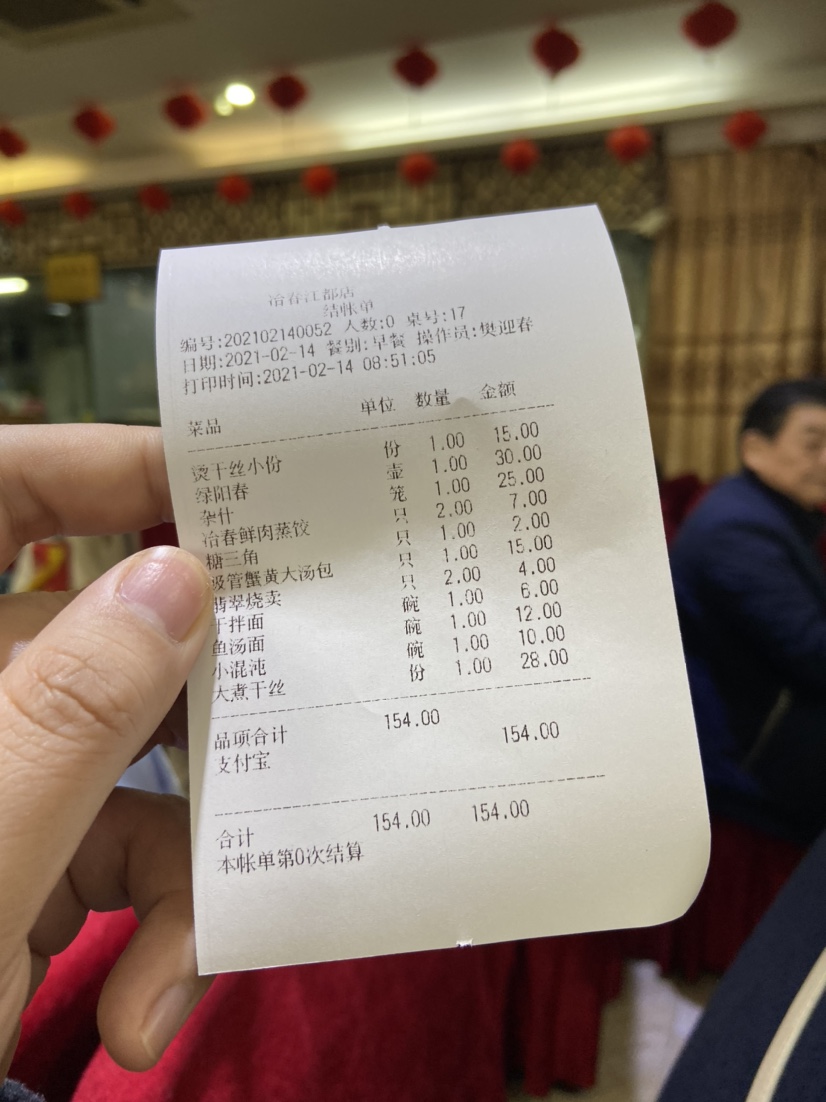 冶春江都店
结帐单
编号:202102140052 人数:0 桌号:17
日期:2021-02-14 餐别:早餐 操作员:樊迎春
打印时间:2021-02-14 08:51:05
菜品 单位 数量 金额
烫干丝小份 份 1.00 15.00
绿阳春 壶 1.00 30.00
杂什 笼 1.00 25.00
冶春鲜肉蒸饺 只 2.00 7.00
糖三角 只 1.00 2.00
吸管蟹黄大汤包 只 1.00 15.00
翡翠烧卖 只 2.00 4.00
干拌面 碗 1.00 6.00
鱼汤面 碗 1.00 12.00
小混沌 碗 1.00 10.00
大煮干丝 份 1.00 28.00
品项合计 154.00
支付宝 154.00
合计 154.00 154.00
本帐单第0次结算